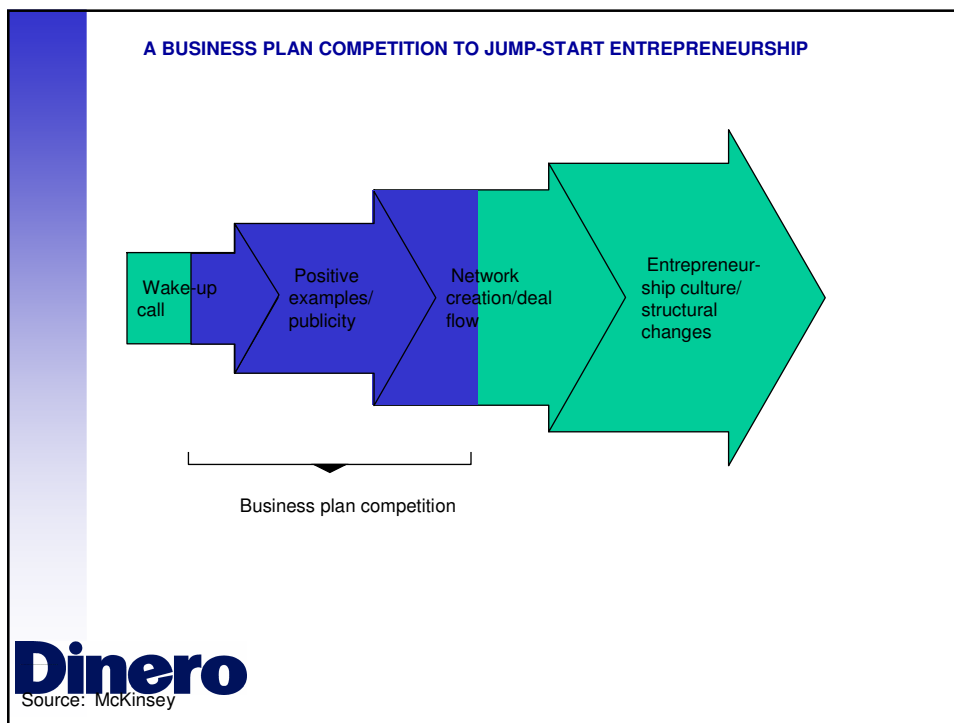 A BUSINESS PLAN COMPETITION TO JUMP-START ENTREPRENEURSHIP
Wake-up
call
Positive
examples/
publicity
Network
creation/deal
flow
Entrepreneur-
ship culture/
structural
changes
Business plan competition
Dinero
Source: McKinsey